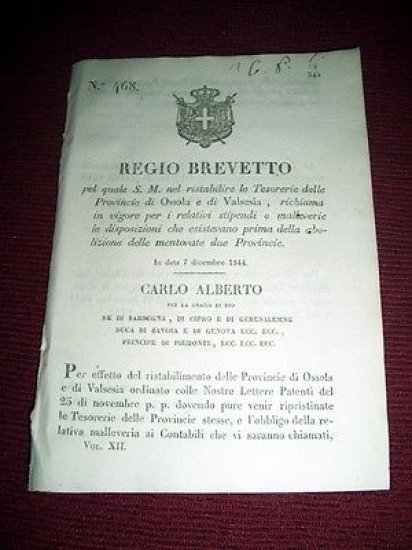 N.º 468.
REGIO BREVETTO
pel quale S. M. nel ristabilire le Tesorerie delle
Provincie di Ossola e di Valsesia, richiama
in vigore per i relativi stipendi e malleverie
le disposizioni che esistevano prima della abo-
lizione delle mentovate due Provincie.
In data 7 dicembre 1844.
CARLO ALBERTO
PER LA GRAZIA DI DIO
RE DI SARDEGNA, DI CIPRO E DI GERUSALEMME
DUCA DI SAVOIA E DI GENOVA ECC. ECC.,
PRINCIPE DI PIEMONTE, ECC. ECC. ECC.
Per effetto del ristabilimento delle Provincie di Ossola
e di Valsesia ordinato colle Nostre Lettere Patenti del
25 di novembre p. p. dovendo pure venir ripristinate
le Tesorerie delle Provincie stesse, e l'obbligo della re-
lativa malleveria ai Contabili che vi saranno chiamati,
VOL. XII.